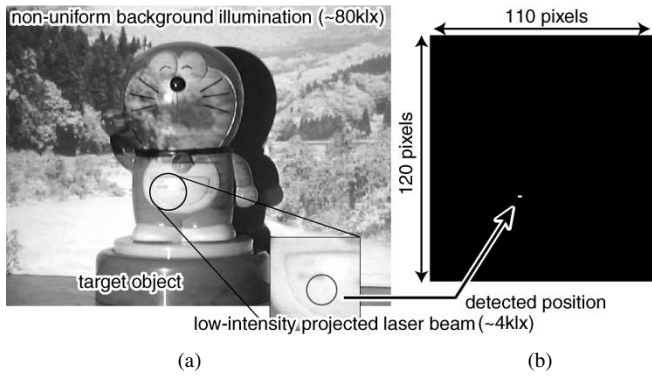 non-uniform background illumination (~80klx)
110 pixels
120 pixels
target object
detected position
low-intensity projected laser beam (~4klx)
(a)
(b)